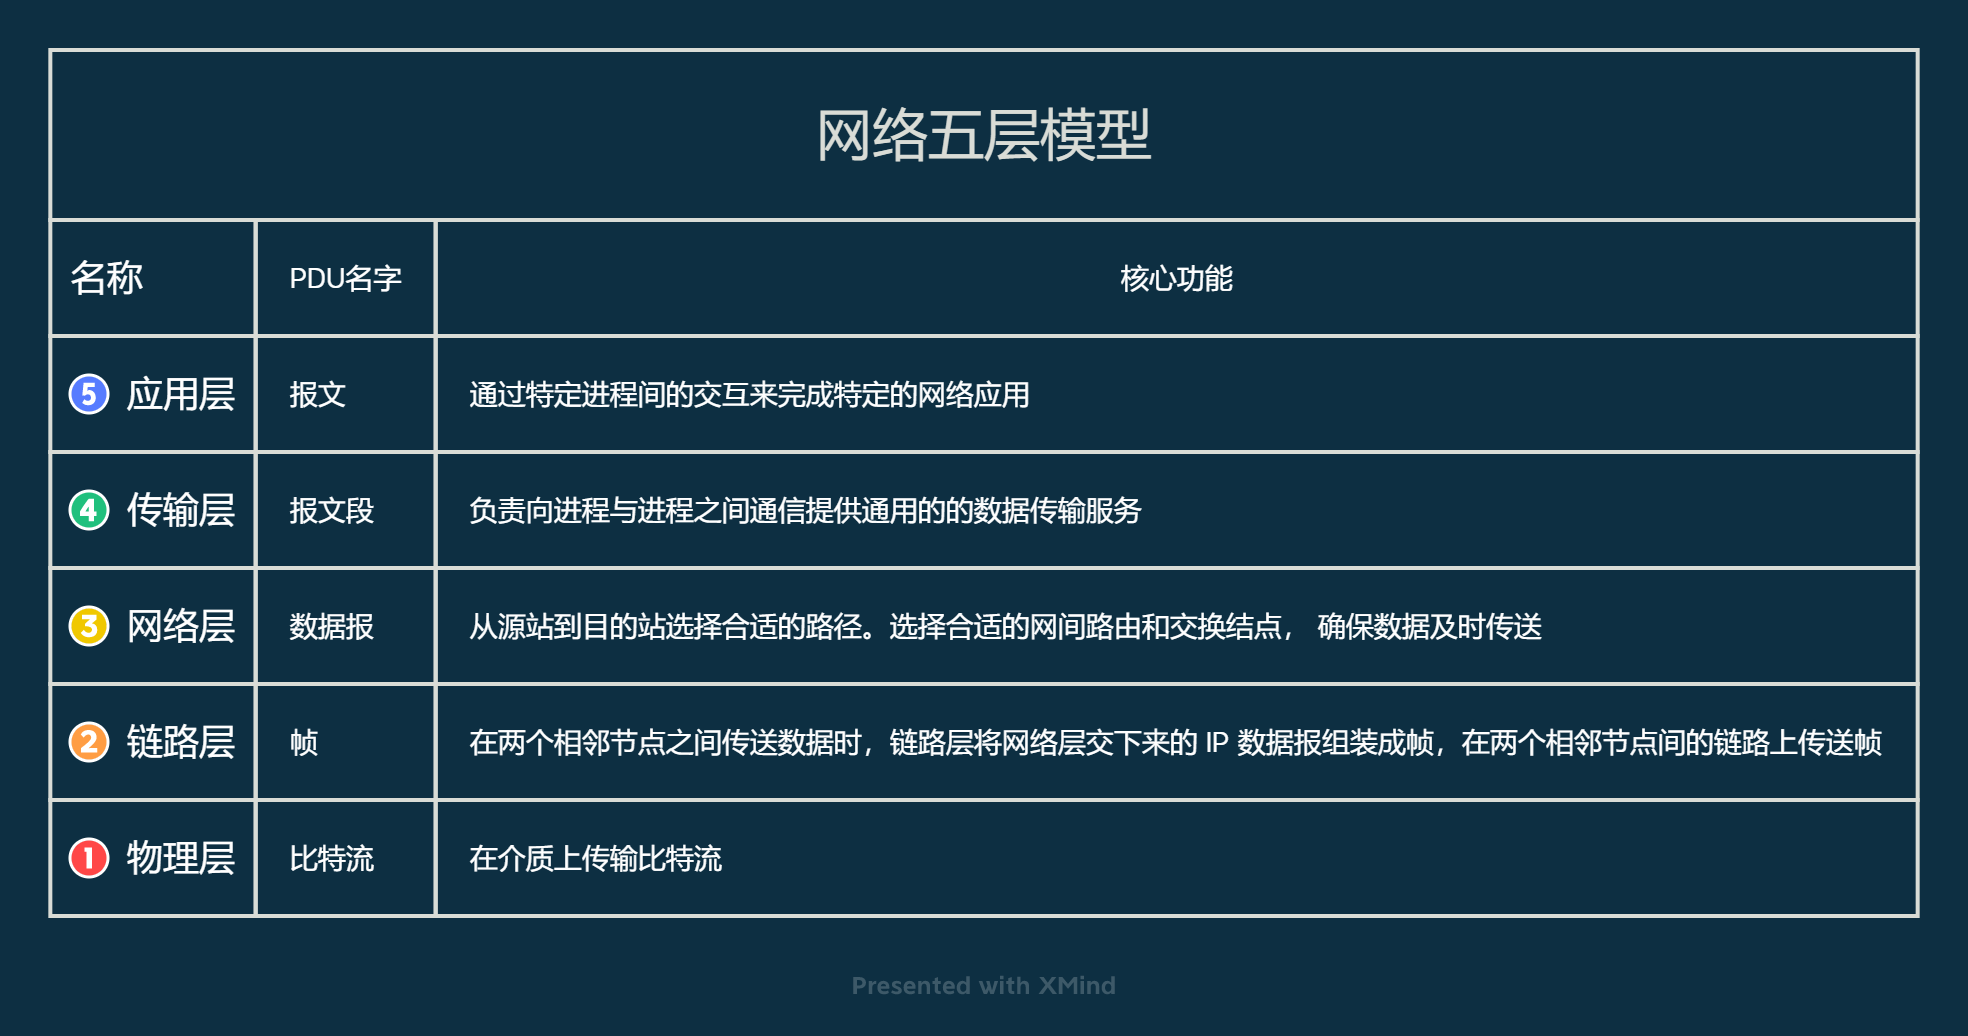 网络五层模型
名称 PDU名字 核心功能
5 应用层 报文 通过特定进程间的交互来完成特定的网络应用
4 传输层 报文段 负责向进程与进程之间通信提供通用的的数据传输服务
3 网络层 数据报 从源站到目的站选择合适的路径。选择合适的网间路由和交换结点， 确保数据及时传送
2 链路层 帧 在两个相邻节点之间传送数据时，链路层将网络层交下来的 IP 数据报组装成帧，在两个相邻节点间的链路上传送帧
1 物理层 比特流 在介质上传输比特流
Presented with XMind